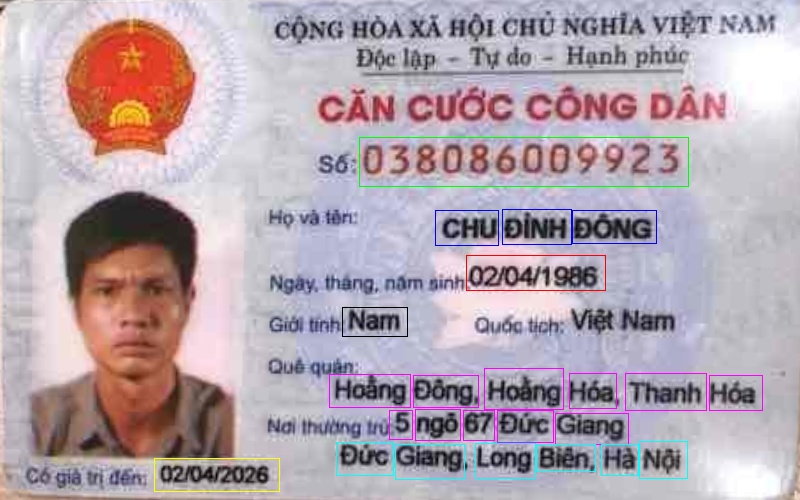 CỘNG HÒA XÃ HỘI CHỦ NGHĨA VIỆT NAM
Độc lập - Tự do - Hạnh phúc
CĂN CƯỚC CÔNG DÂN
Số: 038086009923
Họ và tên: CHU ĐÌNH ĐÔNG
Ngày, tháng, năm sinh: 02/04/1986
Giới tính: Nam Quốc tịch: Việt Nam
Quê quán:
Hoằng Đông, Hoằng Hóa, Thanh Hóa
Nơi thường trú: 5 ngõ 67 Đức Giang
Đức Giang, Long Biên, Hà Nội
Có giá trị đến: 02/04/2026